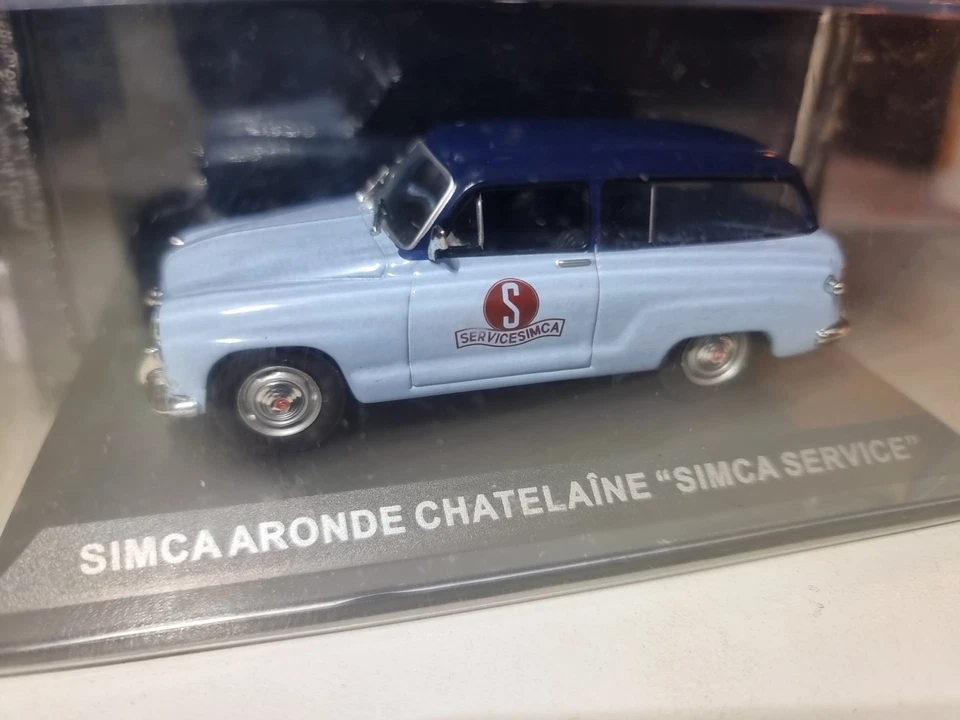 S
SERVICESIMCA
SIMCA ARONDE CHATELAÎNE “SIMCA SERVICE”